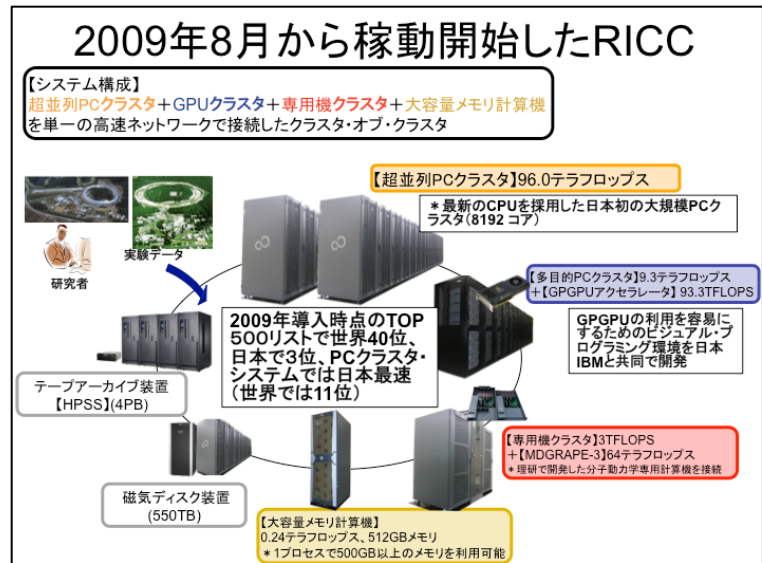 2009年8月から稼動開始したRICC
【システム構成】
超並列PCクラスタ＋GPUクラスタ＋専用機クラスタ＋大容量メモリ計算機
を単一の高速ネットワークで接続したクラスタ・オブ・クラスタ
【超並列PCクラスタ】96.0テラフロップス
＊最新のCPUを採用した日本初の大規模PCク
ラスタ（8192 コア）
実験データ
研究者
【多目的PCクラスタ】9.3テラフロップス
＋【GPGPUアクセラレータ】 93.3TFLOPS
GPGPUの利用を容易に
するためのビジュアル・プ
ログラミング環境を日本
IBMと共同で開発
2009年導入時点のTOP
500リストで世界40位、
日本で3位、PCクラスタ・
システムでは日本最速
（世界では11位）
テープアーカイブ装置
【HPSS】(4PB)
【専用機クラスタ】3TFLOPS
＋【MDGRAPE-3】64テラフロップス
＊理研で開発した分子動力学専用計算機を接続
磁気ディスク装置
(550TB)
【大容量メモリ計算機】
0.24テラフロップス、512GBメモリ
＊1プロセスで500GB以上のメモリを利用可能